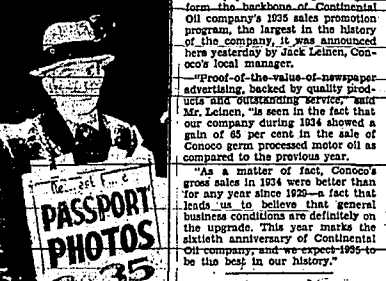 PASSPORT
PHOTOS
35
form the backbone of Continental
Oil company's 1935 sales promotion
program, the largest in the history
of the company, it was announced
here yesterday by Jack Leinen, Con-
oco's local manager.
"Proof-of-the-value-of-newspaper
advertising, backed by quality prod-
ucts and outstanding service," said
Mr. Leinen, "is seen in the fact that
our company during 1934 showed a
gain of 65 per cent in the sale of
Conoco germ processed motor oil as
compared to the previous year.
"As a matter of fact, Conoco's
gross sales in 1934 were better than
for any year since 1929—a fact that
leads us to believe that general
business conditions are definitely on
the upgrade. This year marks the
sixtieth anniversary of Continental
Oil company, and we expect 1935 to
be the best in our history."